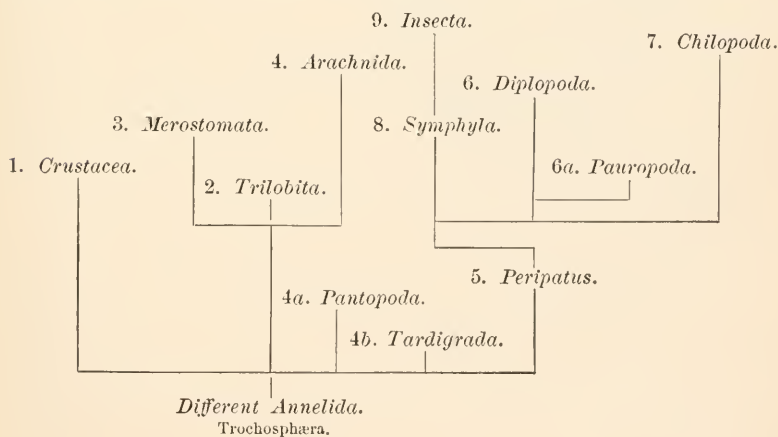 9. Insecta.
7. Chilopoda.
4. Arachnida.
6. Diplopoda.
3. Merostomata.
8. Symphyla.
1. Crustacea.
6a. Pauropoda.
2. Trilobita.
5. Peripatus.
4a. Pantopoda.
4b. Tardigrada.
Different Annelida.
Trochosphæra.